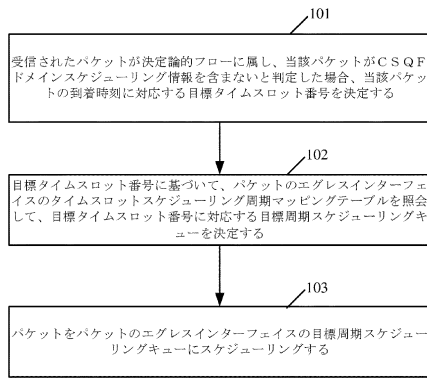 101
受信されたパケットが決定論的フローに属し、当該パケットがＣＳＱＦ
ドメインスケジューリング情報を含まないと判定した場合、当該パケッ
トの到着時刻に対応する目標タイムスロット番号を決定する
102
目標タイムスロット番号に基づいて、パケットのエグレスインターフェ
イスのタイムスロットスケジューリング周期マッピングテーブルを照会
して、目標タイムスロット番号に対応する目標周期スケジューリングキ
ューを決定する
103
パケットをパケットのエグレスインターフェイスの目標周期スケジュー
リングキューにスケジューリングする